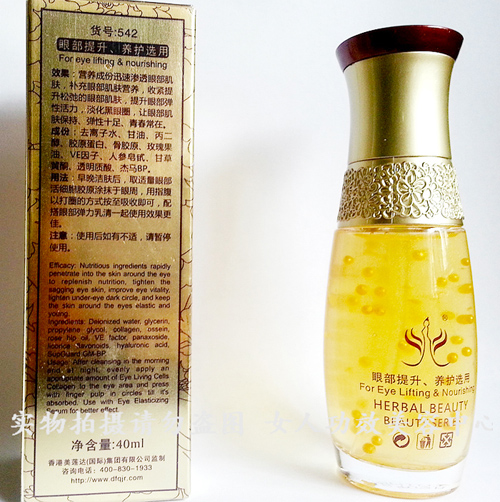 货号:542
眼部提升、养护选用
For eye lifting & nourishing
效果: 营养成份迅速渗透眼部肌
肤，补充眼部肌肤营养，收紧提
升松弛的眼部肌肤，提升眼部弹
性活力，淡化黑眼圈，让眼部肌
肤保持、弹性十足、青春常在。
成份: 去离子水、甘油、丙二
醇、胶原蛋白、骨胶原、玫瑰果
油、VE因子、人参皂甙、甘草
黄酮、透明质酸、杰马BP。
用法: 早晚洁肤后，取适量眼部
活细胞胶原涂抹于眼周，用指腹
以打圈的方式按至吸收即可，配
搭眼部弹力乳清一起使用效果更
佳。
注意: 使用后如有不适，请暂停
使用。
Efficacy: Nutritious ingredients rapidly
penetrate into the skin around the eye
to replenish nutrition, tighten the
sagging eye skin, improve eye vitality,
lighten under-eye dark circle, and keep
the skin around the eyes elastic and
young.
Ingredients: Deionized water, glycerin,
propylene glycol, collagen, ossein,
rose hip oil, VE factor, panaxoside,
licorice flavonoids, hyaluronic acid,
SupGuard GM-BP.
Usage: After cleansing in the morning
and at night, evenly apply an
appropriate amount of Eye Living Cells
Collagen to the eye area and press
with finger pulp in circles till it's
absorbed. Use with Eye Elasticizing
Serum for better effect.
净含量: 40ml
香港美莲达(国际)集团有限公司监制
咨询电话: 400-830-1933
http://www.dfqjr.com
®
眼部提升、养护选用
For Eye Lifting & Nourishing
HERBAL BEAUTY
BEAUTY SER
实物拍摄请勿盗图